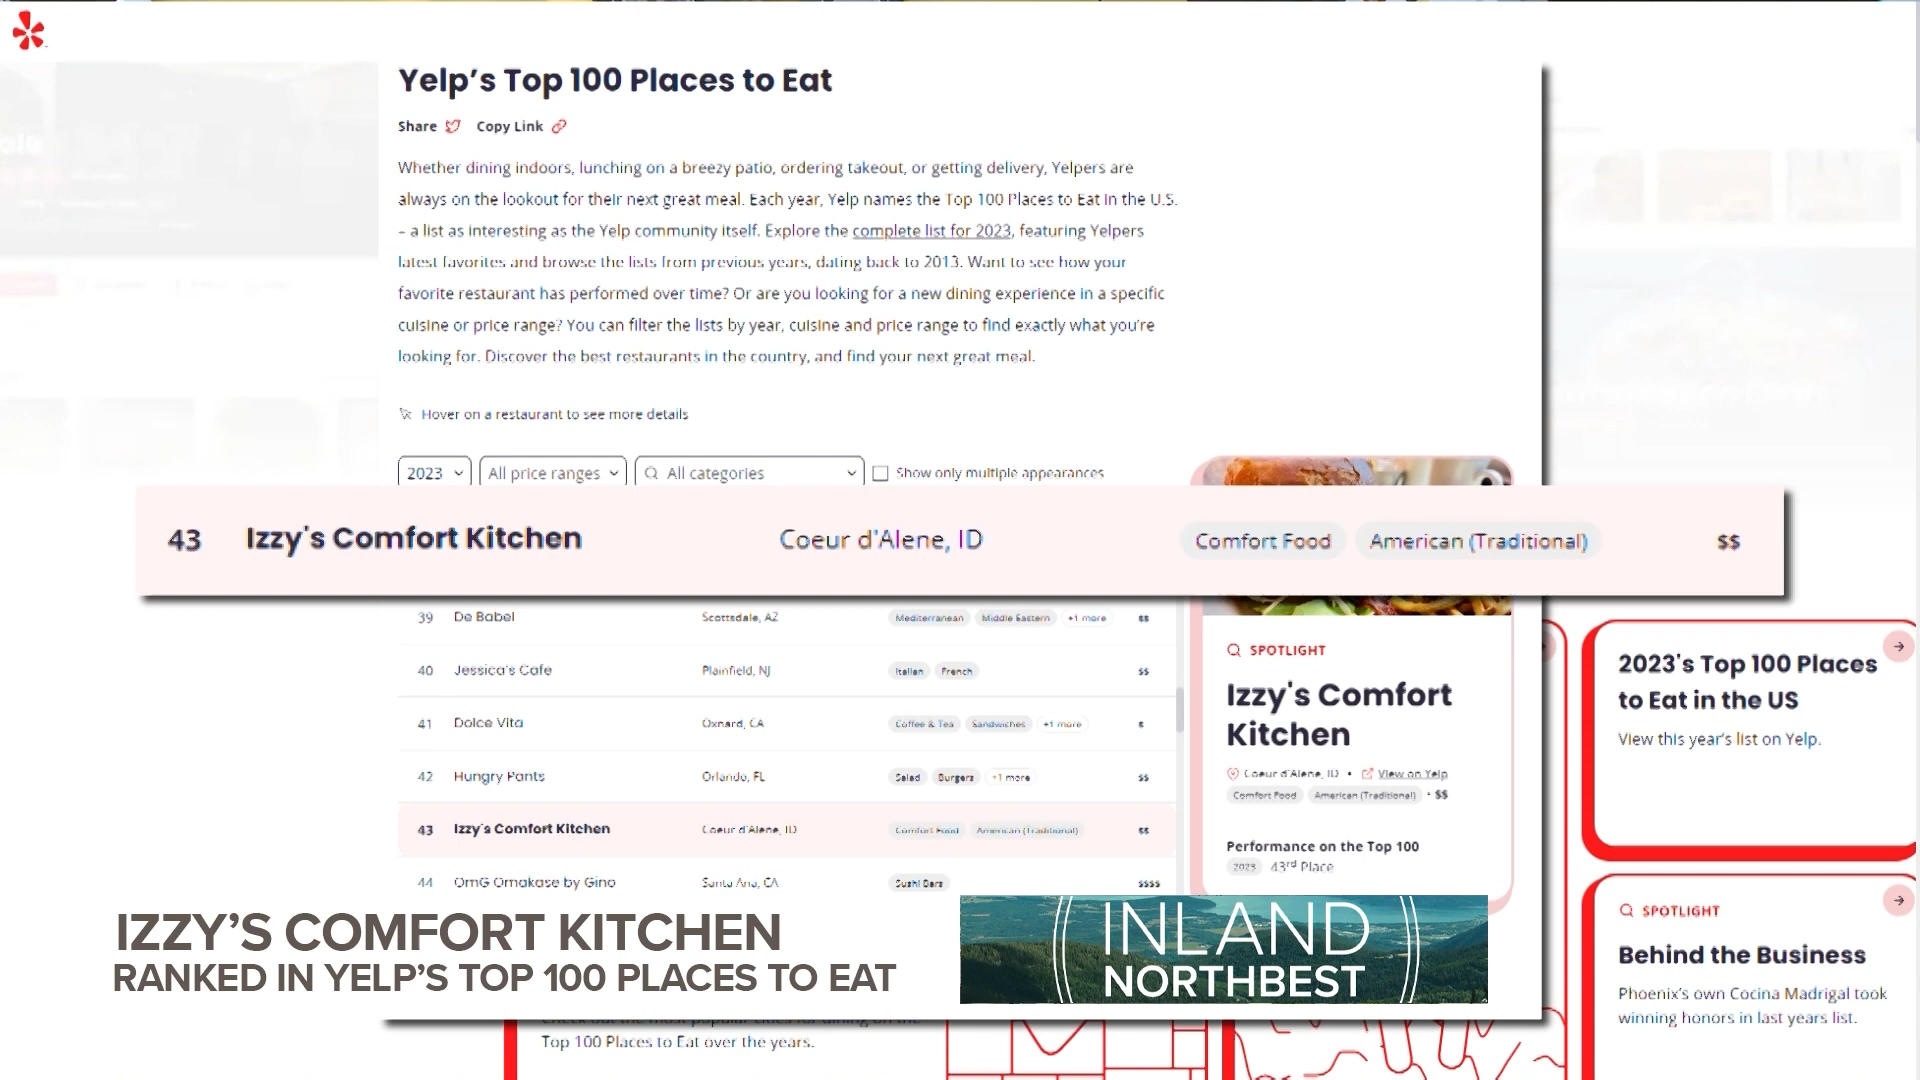 Yelp’s Top 100 Places to Eat
Share Copy Link
Whether dining indoors, lunching on a breezy patio, ordering takeout, or getting delivery, Yelpers are
always on the lookout for their next great meal. Each year, Yelp names the Top 100 Places to Eat in the U.S.
– a list as interesting as the Yelp community itself. Explore the complete list for 2023, featuring Yelpers
latest favorites and browse the lists from previous years, dating back to 2013. Want to see how your
favorite restaurant has performed over time? Or are you looking for a new dining experience in a specific
cuisine or price range? You can filter the lists by year, cuisine and price range to find exactly what you’re
looking for. Discover the best restaurants in the country, and find your next great meal.
Hover on a restaurant to see more details
2023 All price ranges All categories Show only multiple appearances
43 Izzy's Comfort Kitchen Coeur d'Alene, ID Comfort Food American (Traditional) $$
39 De Babel Scottsdale, AZ Mediterranean Middle Eastern +1 more $$
40 Jessica's Cafe Plainfield, NJ Italian French $$
41 Dolce Vita Oxnard, CA Coffee & Tea Sandwiches +1 more $
42 Hungry Pants Orlando, FL Salad Burgers +1 more $$
43 Izzy's Comfort Kitchen Coeur d'Alene, ID Comfort Food American (Traditional) $$
44 OmG Omakase by Gino Santa Ana, CA Sushi Bars $$$$
SPOTLIGHT
Izzy's Comfort
Kitchen
Coeur d'Alene, ID • View on Yelp
Comfort Food American (Traditional) • $$
Performance on the Top 100
2023 43rd Place
2023's Top 100 Places
to Eat in the US
View this year’s list on Yelp.
SPOTLIGHT
Behind the Business
Phoenix’s own Cocina Madrigal took
winning honors in last years list.
IZZY’S COMFORT KITCHEN
RANKED IN YELP’S TOP 100 PLACES TO EAT
INLAND
NORTHBEST
Top 100 Places to Eat over the years.